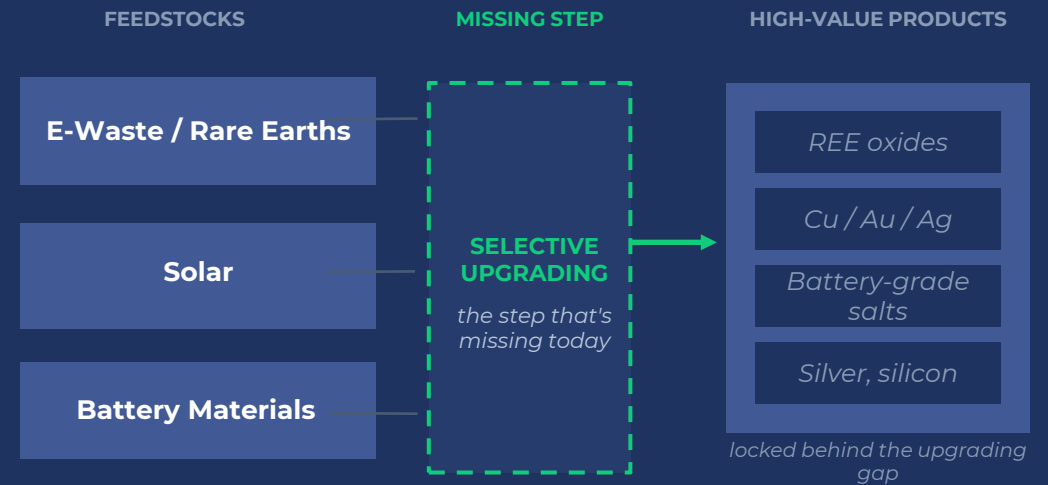 FEEDSTOCKS
MISSING STEP
HIGH-VALUE PRODUCTS
E-Waste / Rare Earths
Solar
Battery Materials
SELECTIVE
UPGRADING
the step that's
missing today
REE oxides
Cu / Au / Ag
Battery-grade
salts
Silver, silicon
locked behind the upgrading
gap